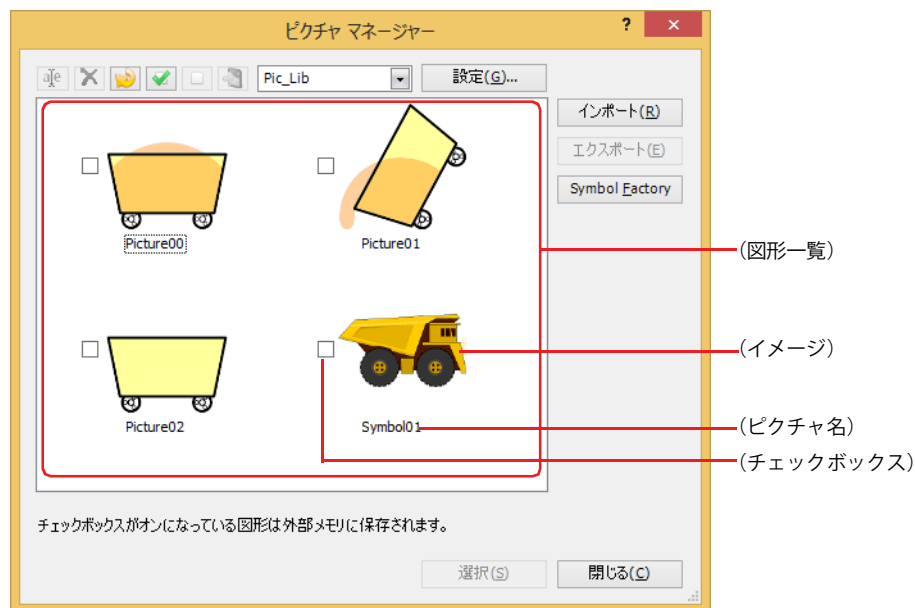 ピクチャ マネージャー
?
×
Pic_Lib
設定(G)...
インポート(R)
エクスポート(E)
Symbol Factory
Picture00
Picture01
(図形一覧)
(イメージ)
Picture02
Symbol01
(ピクチャ名)
(チェックボックス)
チェックボックスがオンになっている図形は外部メモリに保存されます。
選択(S)
閉じる(C)